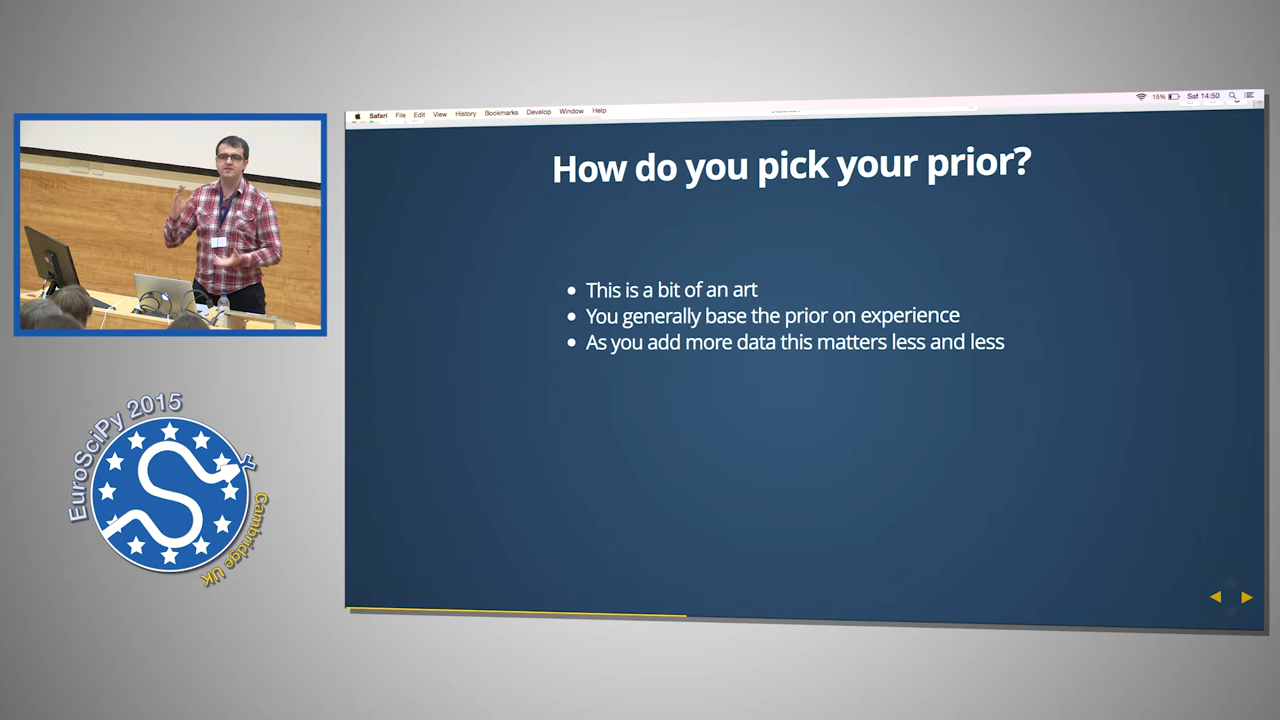 Safari File Edit View History Bookmarks Develop Window Help
15% Sat 14:50
How do you pick your prior?
This is a bit of an art
You generally base the prior on experience
As you add more data this matters less and less
EuroSciPy 2015
Cambridge UK